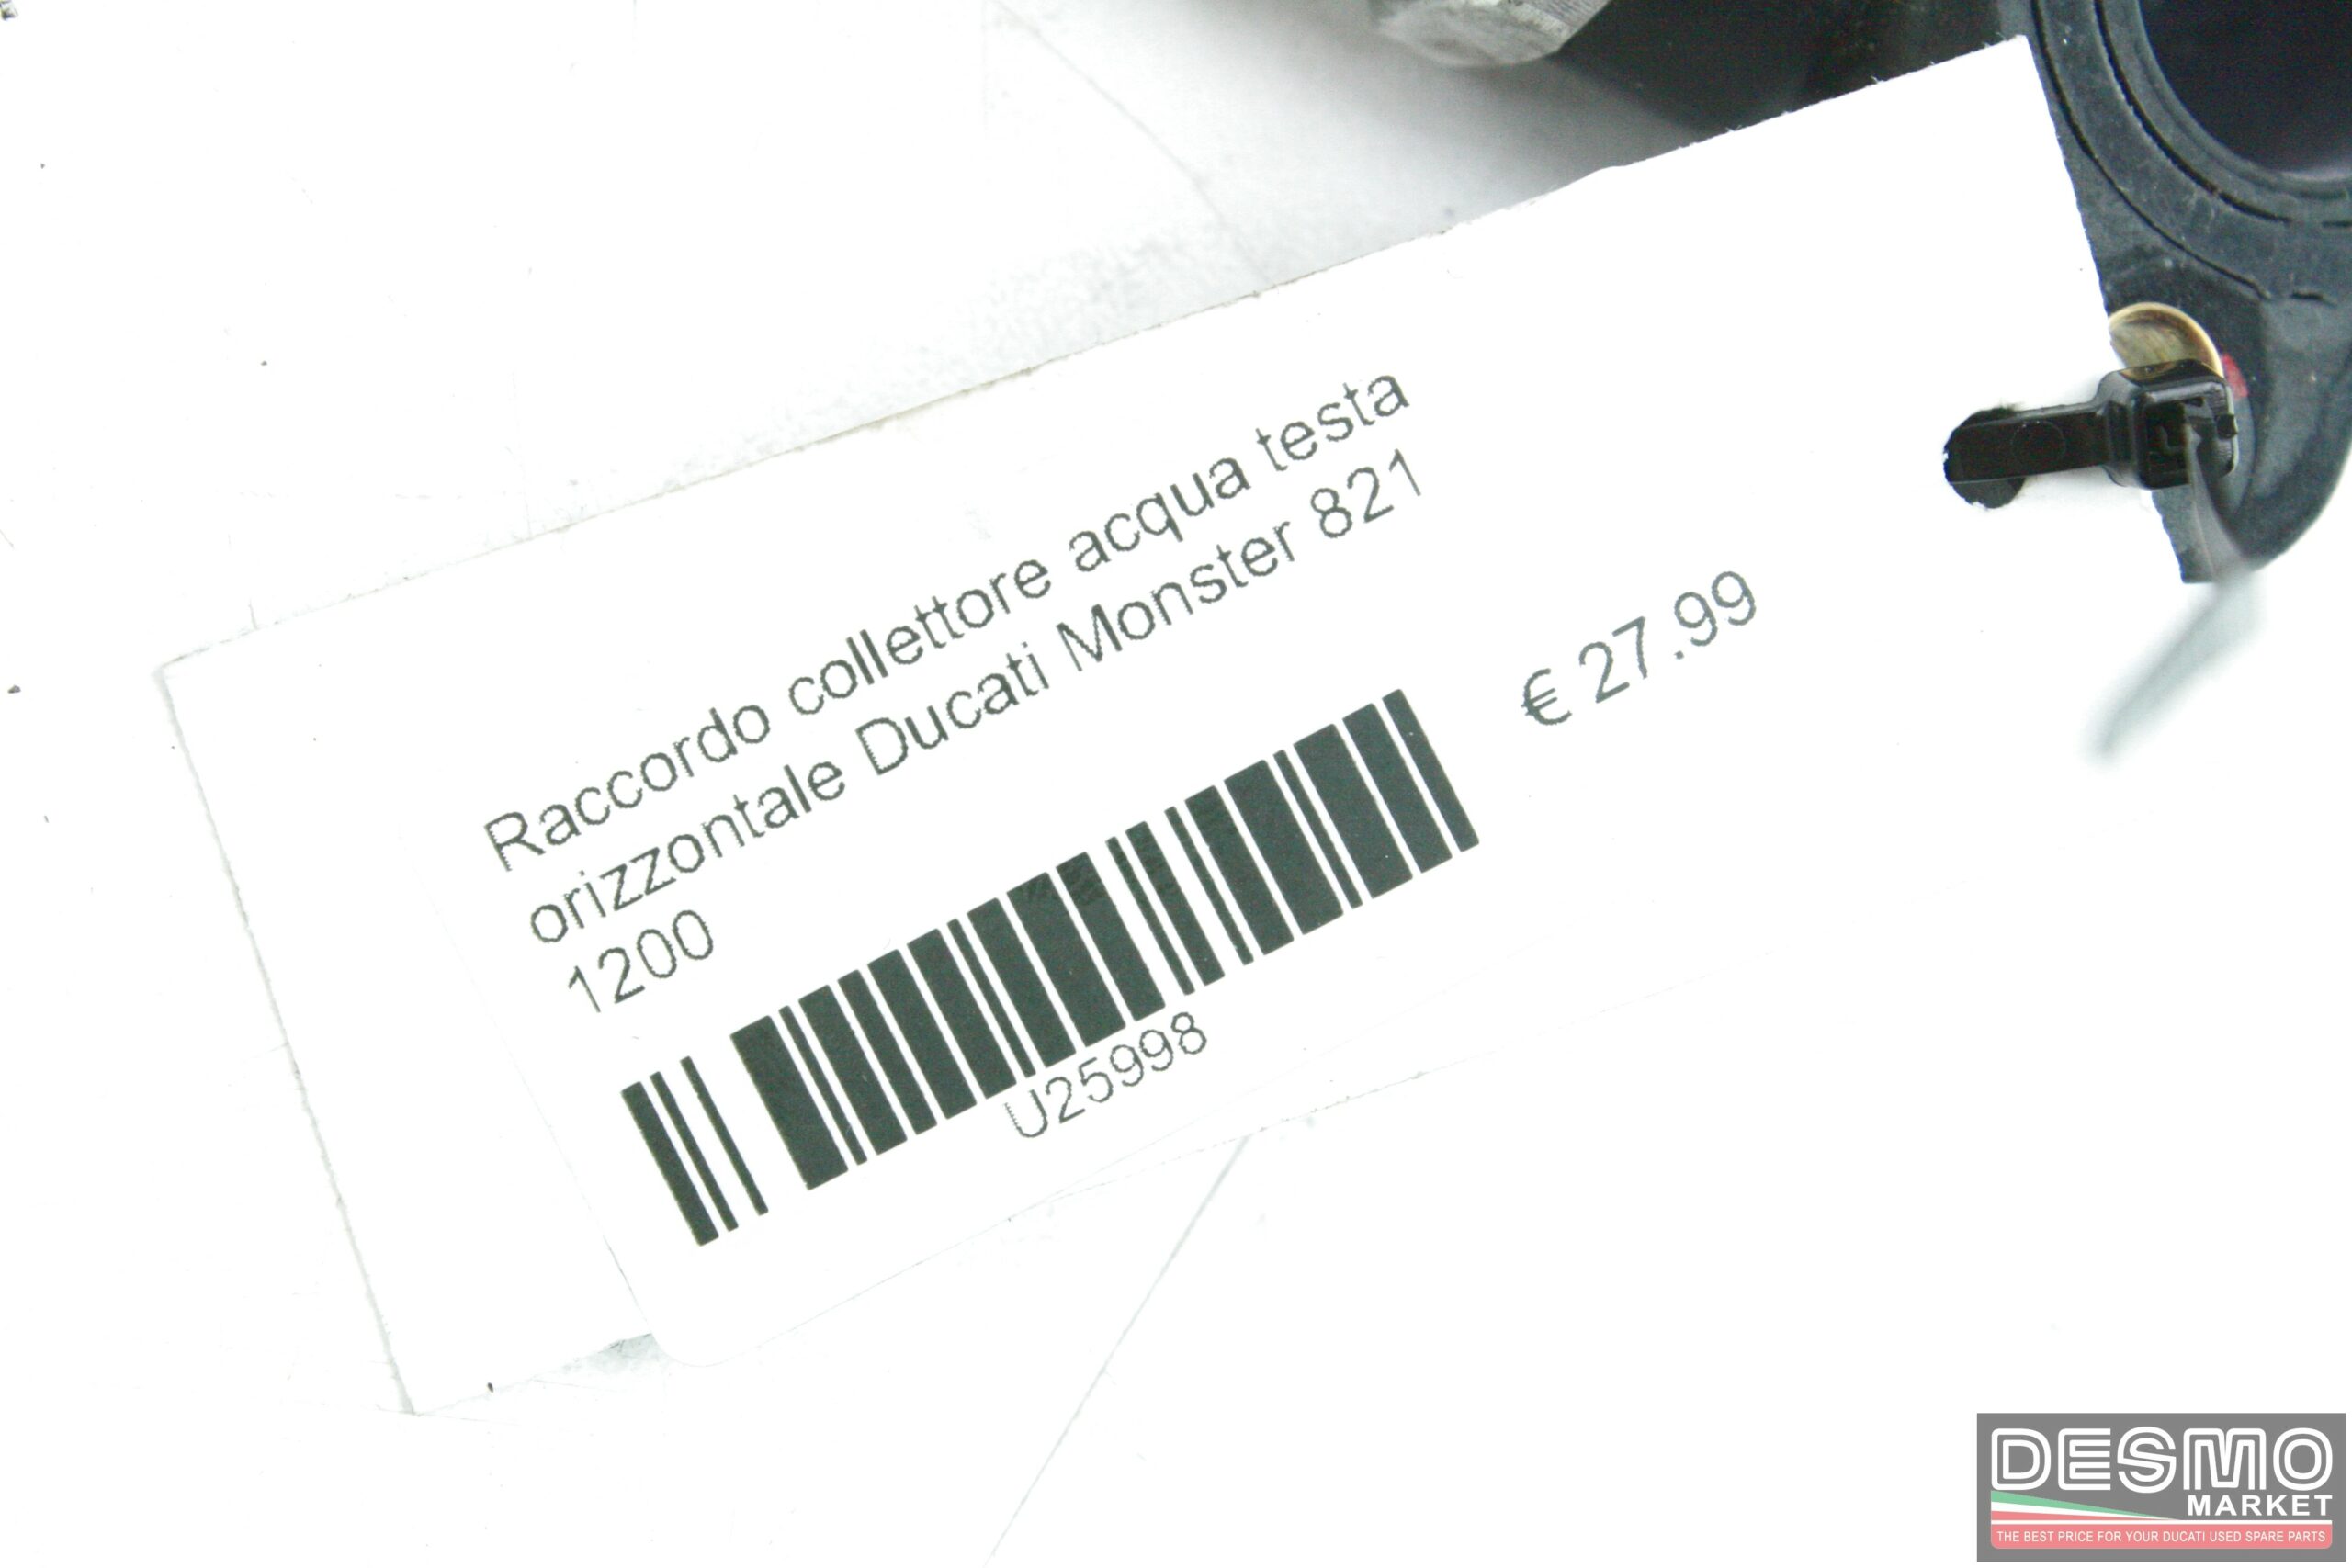 Raccordo collettore acqua testa
orizzontale Ducati Monster 821
1200
€ 27.99
U25998
DESMO
MARKET
THE BEST PRICE FOR YOUR DUCATI USED SPARE PARTS